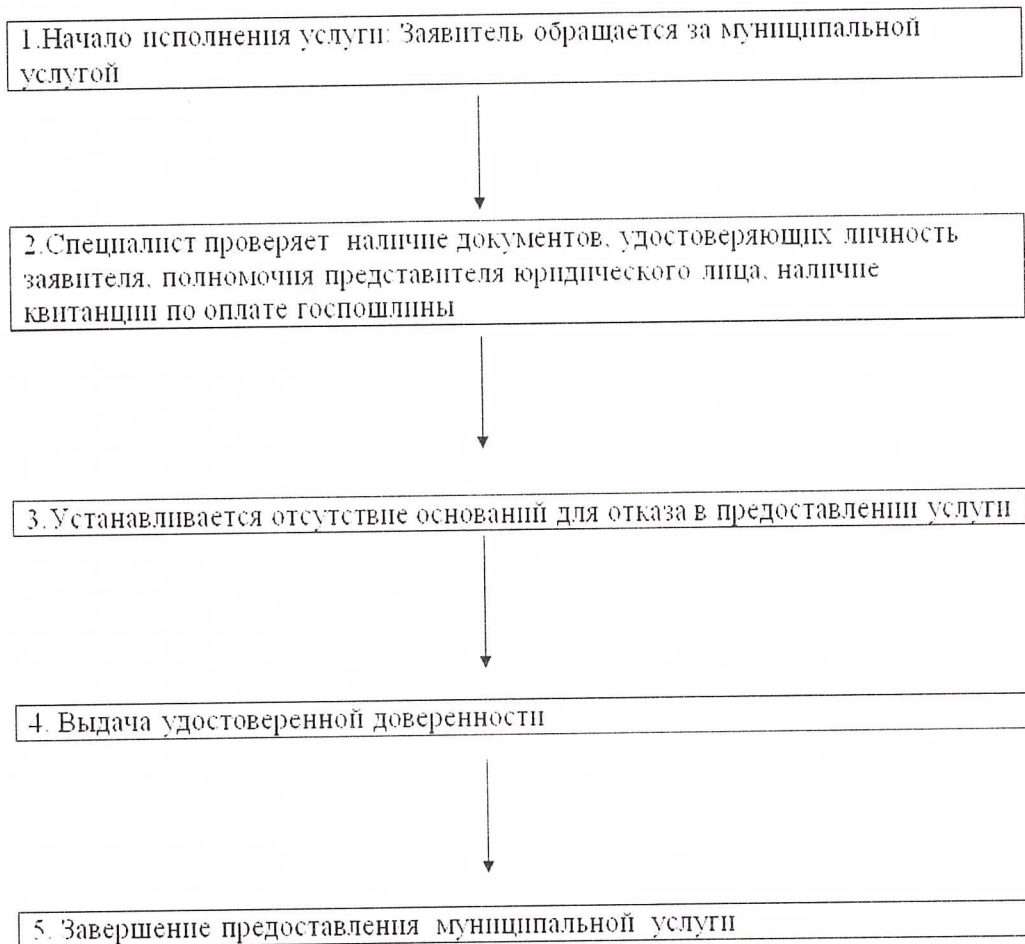 1.Начало исполнения услуги: Заявитель обращается за муниципальной
услугой
2.Специалист проверяет наличие документов, удостоверяющих личность
заявителя, полномочия представителя юридического лица, наличие
квитанции по оплате госпошлины
3.Устанавливается отсутствие оснований для отказа в предоставлении услуги
4. Выдача удостоверенной доверенности
5. Завершение предоставления муниципальной услуги